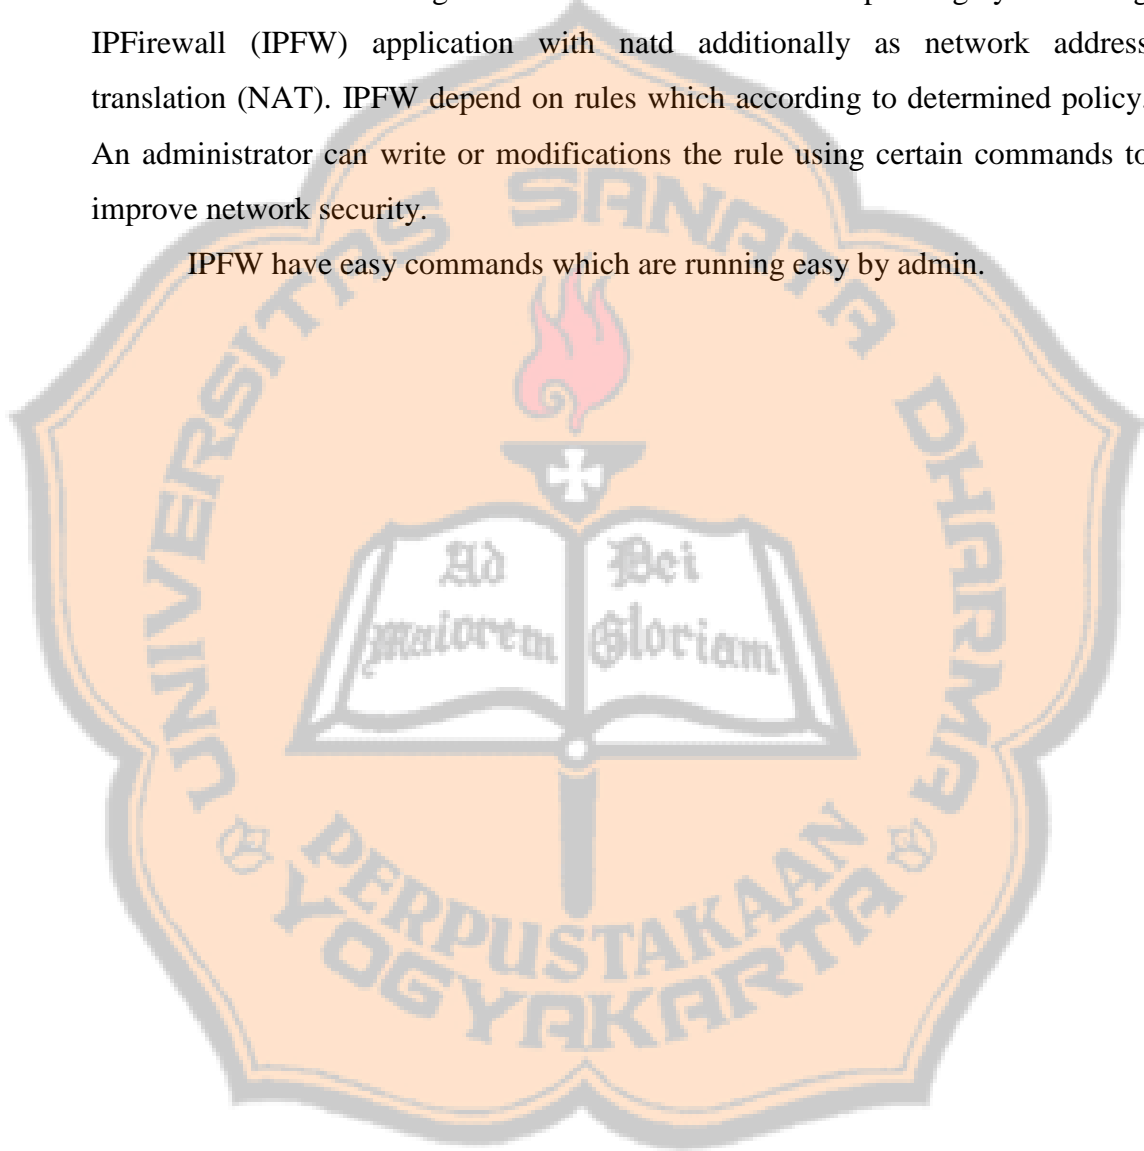 IPFirewall (IPFW) application with natd additionally as network address
translation (NAT). IPFW depend on rules which according to determined policy.
An administrator can write or modifications the rule using certain commands to
improve network security.
IPFW have easy commands which are running easy by admin.
UNIVERSITAS SANATA DHARMA
Ad Dei
Maiorem Gloriam
PERPUSTAKAAN
YOGYAKARTA